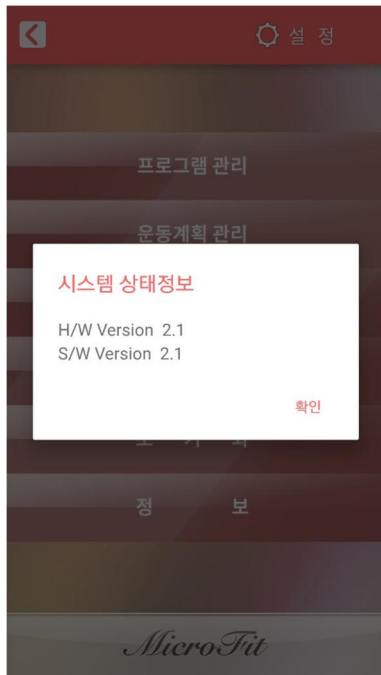 설 정
프로그램 관리
운동계획 관리
시스템 상태정보
H/W Version 2.1
S/W Version 2.1
확인
정 보
MicroFit